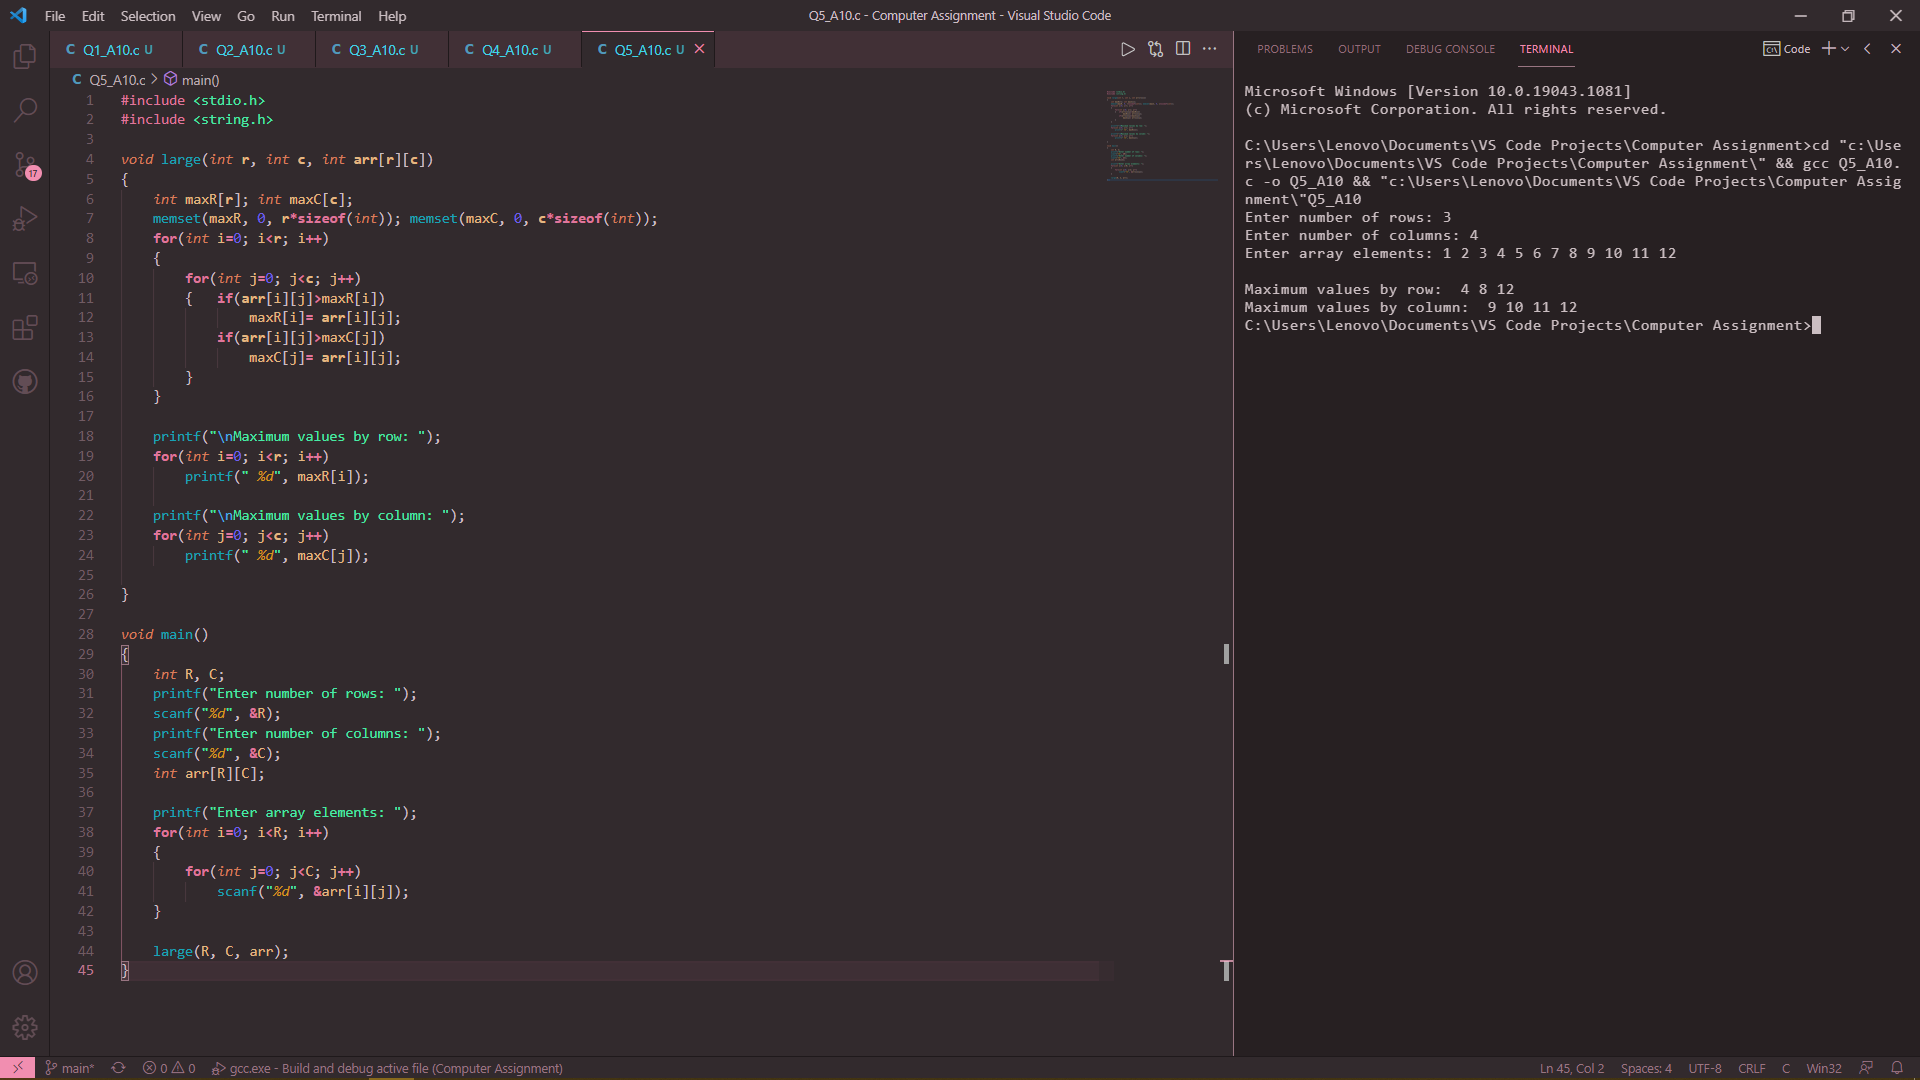 File Edit Selection View Go Run Terminal Help
Q5_A10.c - Computer Assignment - Visual Studio Code
C Q1_A10.c U
C Q2_A10.c U
C Q3_A10.c U
C Q4_A10.c U
C Q5_A10.c U
C Q5_A10.c > main()
17
1 #include <stdio.h>
2 #include <string.h>
3
4 void large(int r, int c, int arr[r][c])
5 {
6     int maxR[r]; int maxC[c];
7     memset(maxR, 0, r*sizeof(int)); memset(maxC, 0, c*sizeof(int));
8     for(int i=0; i<r; i++)
9     {
10         for(int j=0; j<c; j++)
11         {   if(arr[i][j]>maxR[i])
12                 maxR[i]= arr[i][j];
13             if(arr[i][j]>maxC[j])
14                 maxC[j]= arr[i][j];
15         }
16     }
17
18     printf("\nMaximum values by row: ");
19     for(int i=0; i<r; i++)
20         printf(" %d", maxR[i]);
21
22     printf("\nMaximum values by column: ");
23     for(int j=0; j<c; j++)
24         printf(" %d", maxC[j]);
25
26 }
27
28 void main()
29 {
30     int R, C;
31     printf("Enter number of rows: ");
32     scanf("%d", &R);
33     printf("Enter number of columns: ");
34     scanf("%d", &C);
35     int arr[R][C];
36
37     printf("Enter array elements: ");
38     for(int i=0; i<R; i++)
39     {
40         for(int j=0; j<C; j++)
41             scanf("%d", &arr[i][j]);
42     }
43
44     large(R, C, arr);
45 }
PROBLEMS OUTPUT DEBUG CONSOLE TERMINAL
Code
Microsoft Windows [Version 10.0.19043.1081]
(c) Microsoft Corporation. All rights reserved.
C:\Users\Lenovo\Documents\VS Code Projects\Computer Assignment>cd "c:\Use
rs\Lenovo\Documents\VS Code Projects\Computer Assignment\" && gcc Q5_A10.
c -o Q5_A10 && "c:\Users\Lenovo\Documents\VS Code Projects\Computer Assig
nment\"Q5_A10
Enter number of rows: 3
Enter number of columns: 4
Enter array elements: 1 2 3 4 5 6 7 8 9 10 11 12
Maximum values by row:  4 8 12
Maximum values by column:  9 10 11 12
C:\Users\Lenovo\Documents\VS Code Projects\Computer Assignment>
main* 0 0 gcc.exe - Build and debug active file (Computer Assignment)
Ln 45, Col 2 Spaces: 4 UTF-8 CRLF C Win32